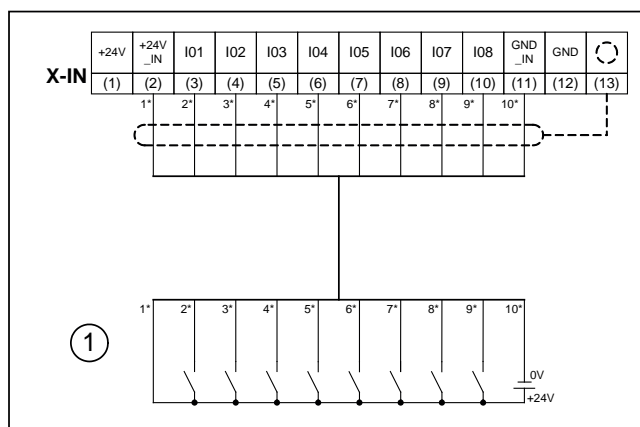 +24V +24V _IN I01 I02 I03 I04 I05 I06 I07 I08 GND _IN GND
X-IN (1) (2) (3) (4) (5) (6) (7) (8) (9) (10) (11) (12) (13)
1* 2* 3* 4* 5* 6* 7* 8* 9* 10*
1* 2* 3* 4* 5* 6* 7* 8* 9* 10*
1
0V
+24V